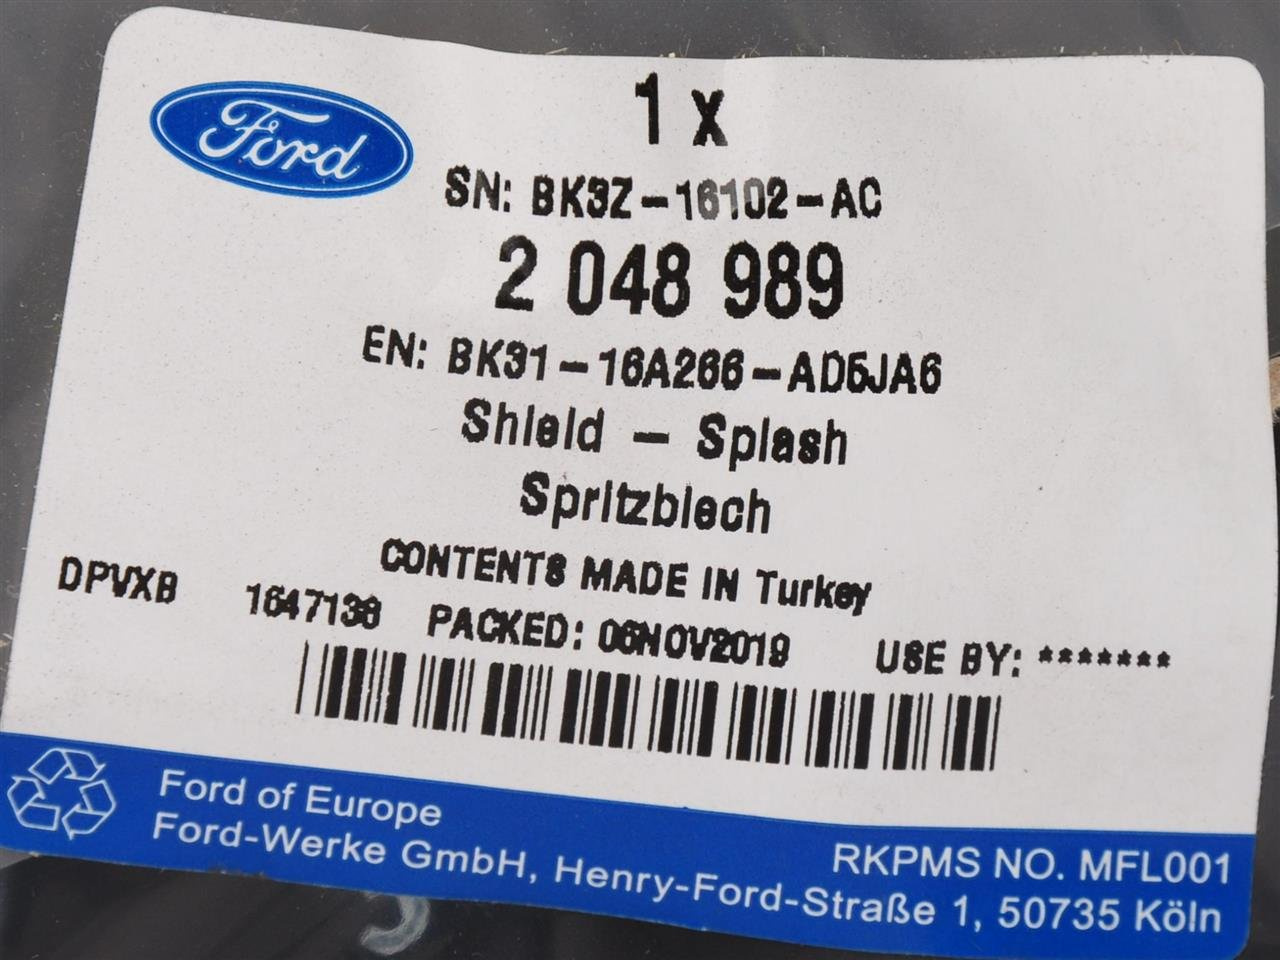 Ford
1 x
SN: BK3Z-16102-AC
2 048 989
EN: BK31-16A266-AD5JA6
Shield - Splash
Spritzblech
CONTENTS MADE IN Turkey
DPVXB 1647138 PACKED: 06NOV2019 USE BY: *******
Ford of Europe
Ford-Werke GmbH, Henry-Ford-Straße 1, 50735 Köln
RKPMS NO. MFL001